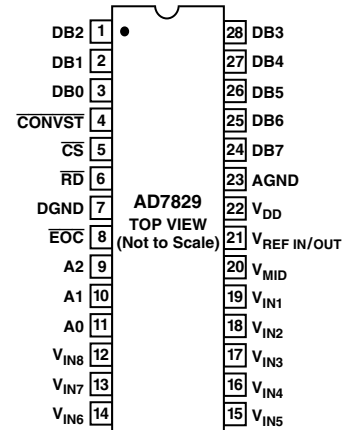 DB2 1 28 DB3
DB1 2 27 DB4
DB0 3 26 DB5
CONVST 4 25 DB6
CS 5 24 DB7
RD 6 23 AGND
DGND 7 AD7829 22 VDD
EOC 8 TOP VIEW
(Not to Scale) 21 VREF IN/OUT
A2 9 20 VMID
A1 10 19 VIN1
A0 11 18 VIN2
VIN8 12 17 VIN3
VIN7 13 16 VIN4
VIN6 14 15 VIN5